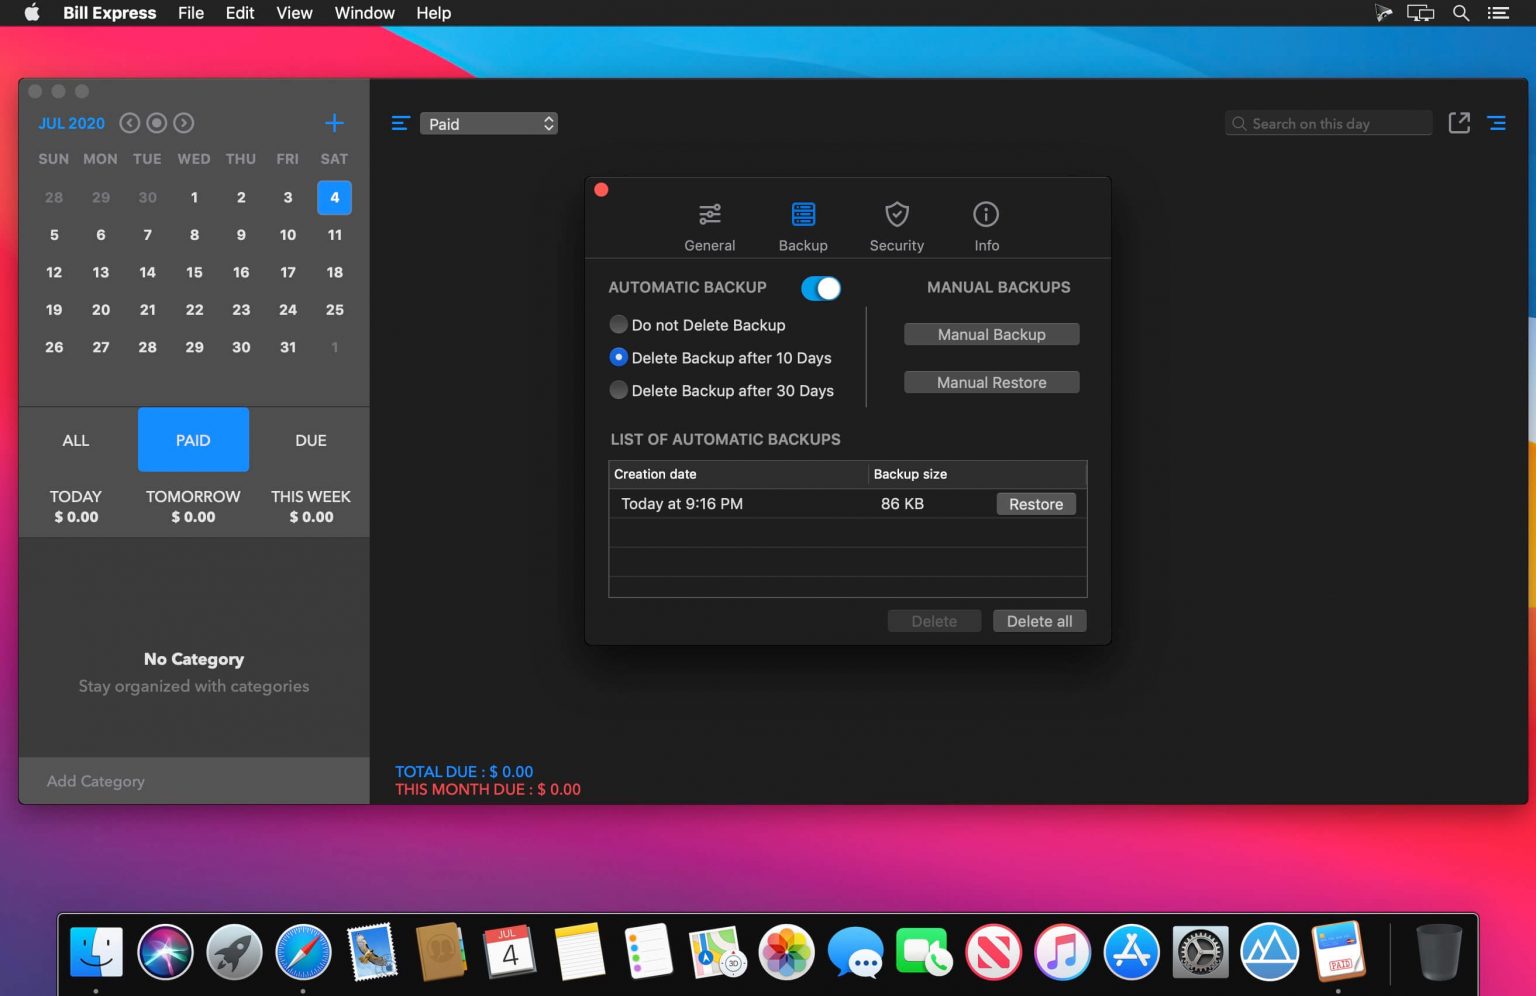 Bill Express File Edit View Window Help
JUL 2020
Paid
Search on this day
SUN MON TUE WED THU FRI SAT
28 29 30 1 2 3 4
5 6 7 8 9 10 11
12 13 14 15 16 17 18
19 20 21 22 23 24 25
26 27 28 29 30 31 1
ALL PAID DUE
TODAY TOMORROW THIS WEEK
$ 0.00 $ 0.00 $ 0.00
No Category
Stay organized with categories
Add Category
General Backup Security Info
AUTOMATIC BACKUP
Do not Delete Backup
Delete Backup after 10 Days
Delete Backup after 30 Days
MANUAL BACKUPS
Manual Backup
Manual Restore
LIST OF AUTOMATIC BACKUPS
Creation date Backup size
Today at 9:16 PM 86 KB Restore
Delete Delete all
TOTAL DUE : $ 0.00
THIS MONTH DUE : $ 0.00
JUL
4
3D
PAID